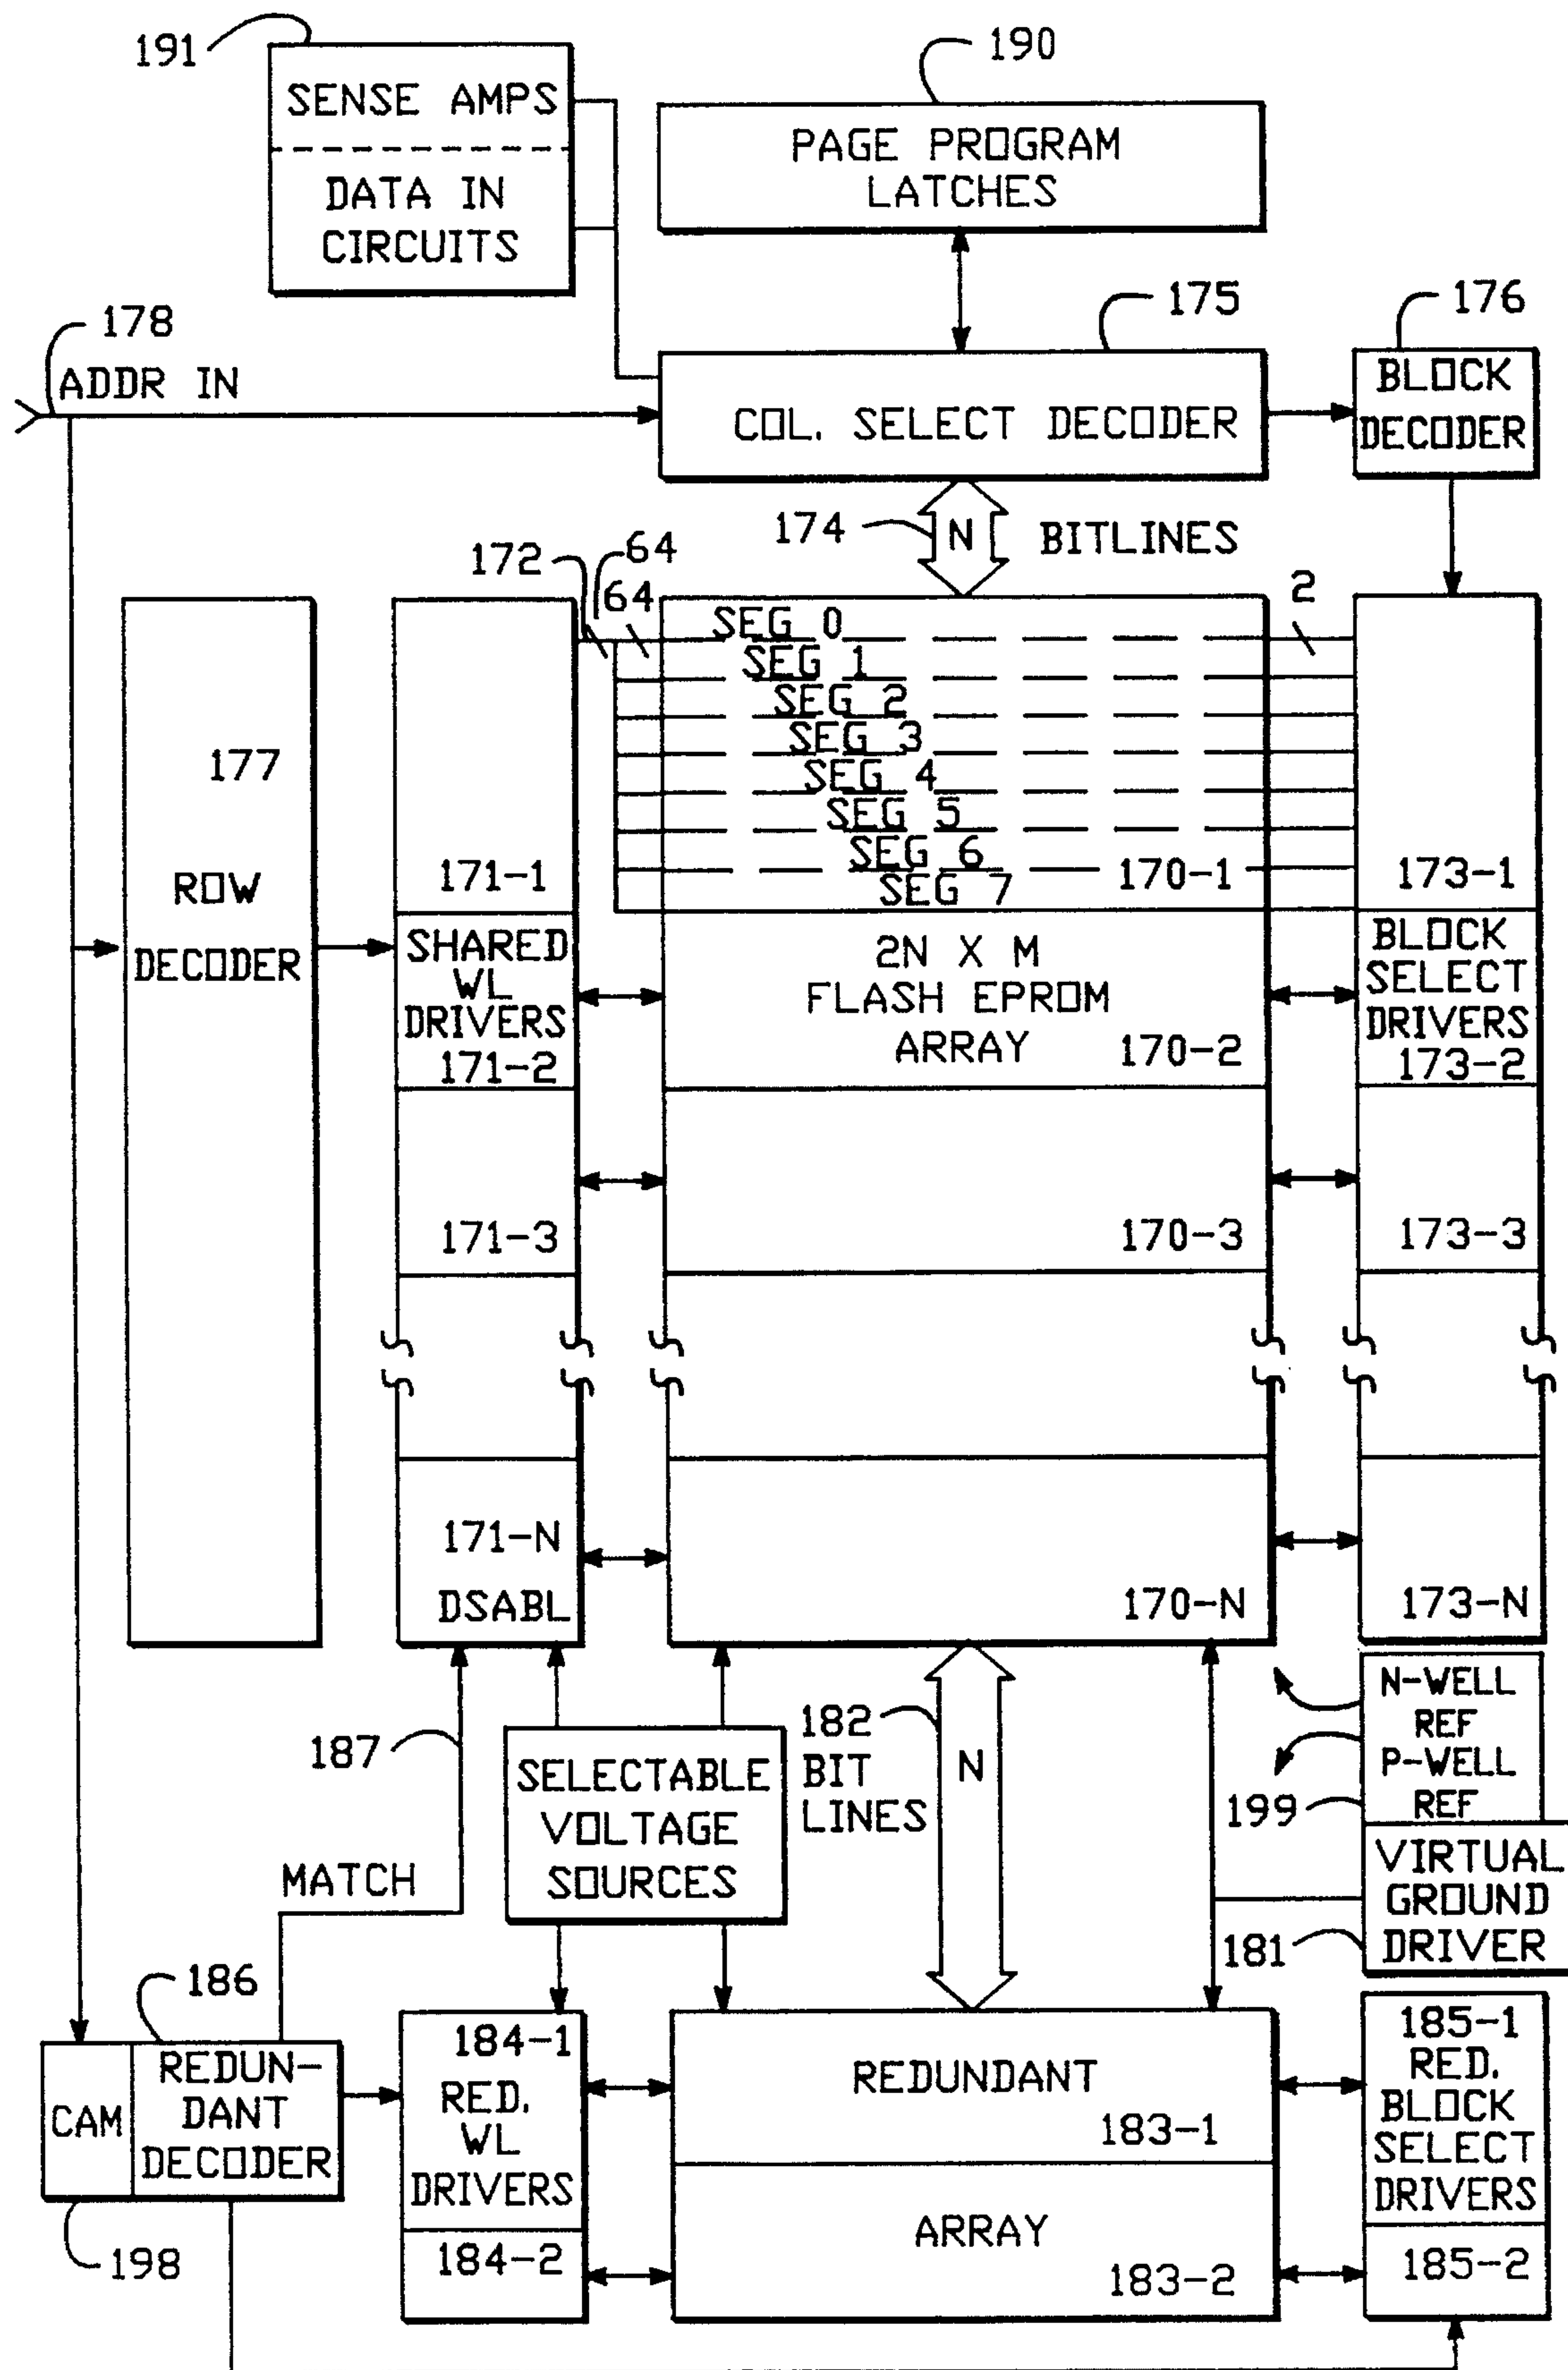 191
SENSE AMPS
DATA IN
CIRCUITS
190
PAGE PROGRAM
LATCHES
178
ADDR IN
175
COL. SELECT DECODER
176
BLOCK
DECODER
174
N
BITLINES
172
64
64
2
177
ROW
DECODER
171-1
SHARED
WL
DRIVERS
171-2
171-3
171-N
DSABL
SEG 0
SEG 1
SEG 2
SEG 3
SEG 4
SEG 5
SEG 6
SEG 7
170-1
2N X M
FLASH EPROM
ARRAY
170-2
170-3
170-N
173-1
BLOCK
SELECT
DRIVERS
173-2
173-3
173-N
187
MATCH
SELECTABLE
VOLTAGE
SOURCES
182
BIT
LINES
N
N-WELL
REF
P-WELL
REF
199
VIRTUAL
GROUND
DRIVER
181
186
CAM
REDUN-
DANT
DECODER
198
184-1
RED.
WL
DRIVERS
184-2
REDUNDANT
183-1
ARRAY
183-2
185-1
RED.
BLOCK
SELECT
DRIVERS
185-2